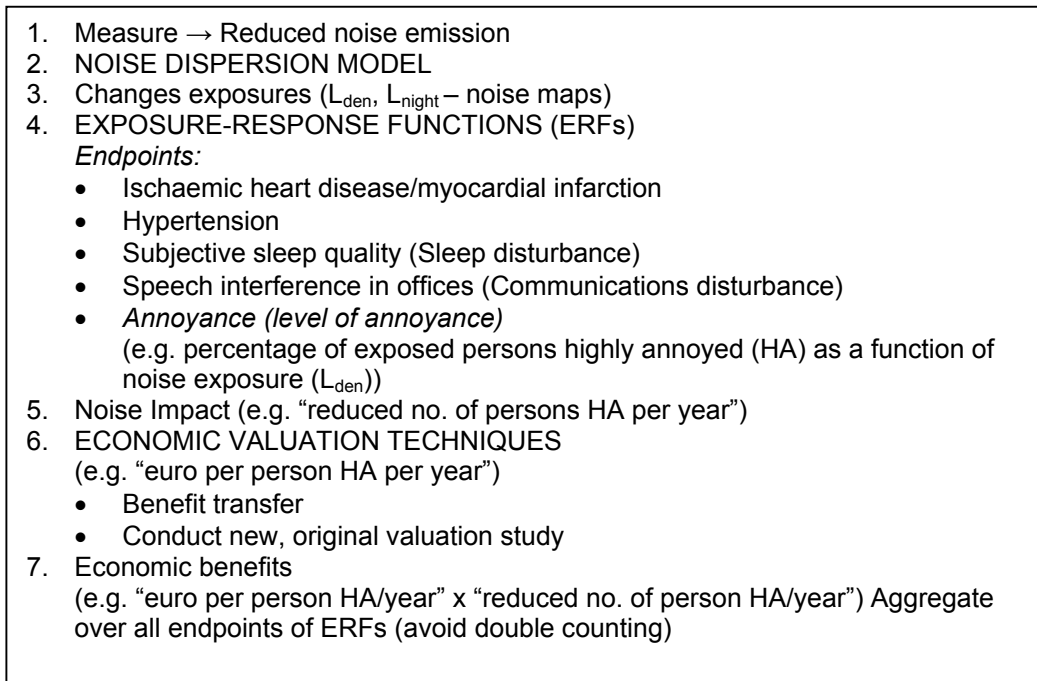 1. Measure → Reduced noise emission
2. NOISE DISPERSION MODEL
3. Changes exposures (Lden, Lnight – noise maps)
4. EXPOSURE-RESPONSE FUNCTIONS (ERFs)
Endpoints:
• Ischaemic heart disease/myocardial infarction
• Hypertension
• Subjective sleep quality (Sleep disturbance)
• Speech interference in offices (Communications disturbance)
• Annoyance (level of annoyance)
(e.g. percentage of exposed persons highly annoyed (HA) as a function of
noise exposure (Lden))
5. Noise Impact (e.g. “reduced no. of persons HA per year”)
6. ECONOMIC VALUATION TECHNIQUES
(e.g. “euro per person HA per year”)
• Benefit transfer
• Conduct new, original valuation study
7. Economic benefits
(e.g. “euro per person HA/year” x “reduced no. of person HA/year”) Aggregate
over all endpoints of ERFs (avoid double counting)